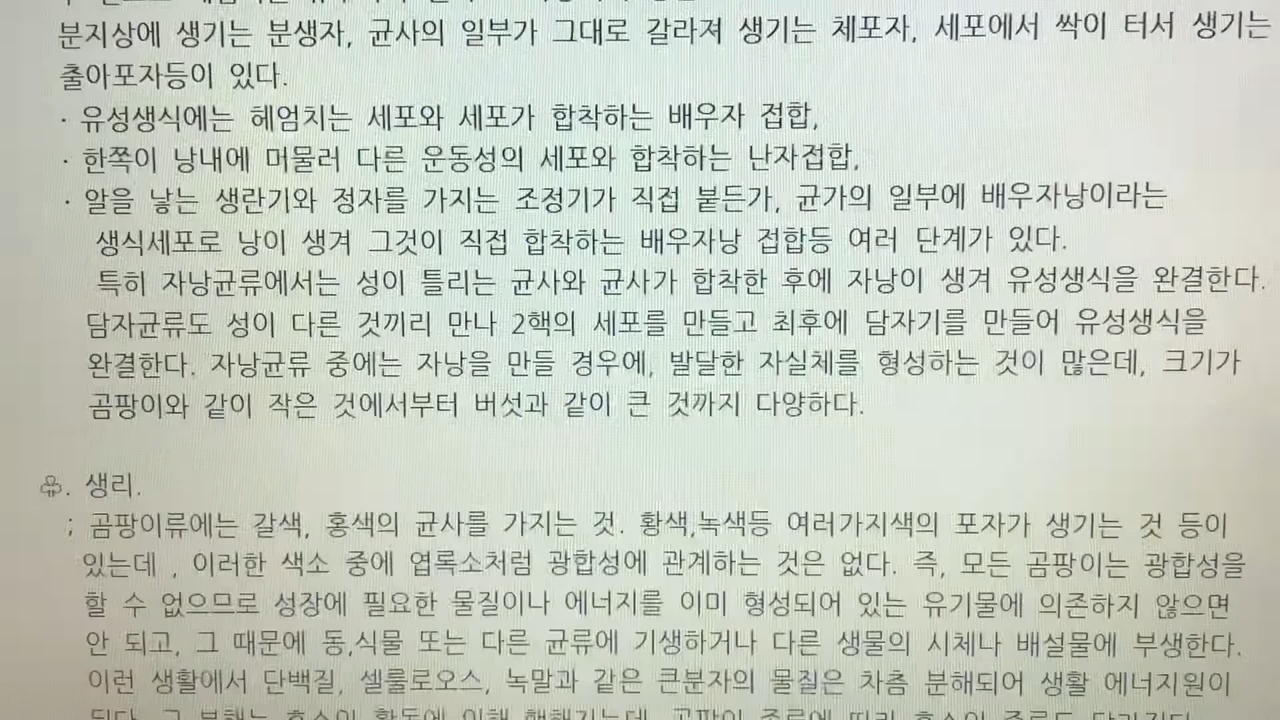 분지상에 생기는 분생자, 균사의 일부가 그대로 갈라져 생기는 체포자, 세포에서 싹이 터서 생기는
출아포자등이 있다.
· 유성생식에는 헤엄치는 세포와 세포가 합착하는 배우자 접합,
· 한쪽이 낭내에 머물러 다른 운동성의 세포와 합착하는 난자접합,
· 알을 낳는 생란기와 정자를 가지는 조정기가 직접 붙든가, 균가의 일부에 배우자낭이라는
생식세포로 낭이 생겨 그것이 직접 합착하는 배우자낭 접합등 여러 단계가 있다.
특히 자낭균류에서는 성이 틀리는 균사와 균사가 합착한 후에 자낭이 생겨 유성생식을 완결한다.
담자균류도 성이 다른 것끼리 만나 2핵의 세포를 만들고 최후에 담자기를 만들어 유성생식을
완결한다. 자낭균류 중에는 자낭을 만들 경우에, 발달한 자실체를 형성하는 것이 많은데, 크기가
곰팡이와 같이 작은 것에서부터 버섯과 같이 큰 것까지 다양하다.
♧. 생리.
; 곰팡이류에는 갈색, 홍색의 균사를 가지는 것. 황색,녹색등 여러가지색의 포자가 생기는 것 등이
있는데 , 이러한 색소 중에 엽록소처럼 광합성에 관계하는 것은 없다. 즉, 모든 곰팡이는 광합성을
할 수 없으므로 성장에 필요한 물질이나 에너지를 이미 형성되어 있는 유기물에 의존하지 않으면
안 되고, 그 때문에 동,식물 또는 다른 균류에 기생하거나 다른 생물의 시체나 배설물에 부생한다.
이런 생활에서 단백질, 셀룰로오스, 녹말과 같은 큰분자의 물질은 차츰 분해되어 생활 에너지원이